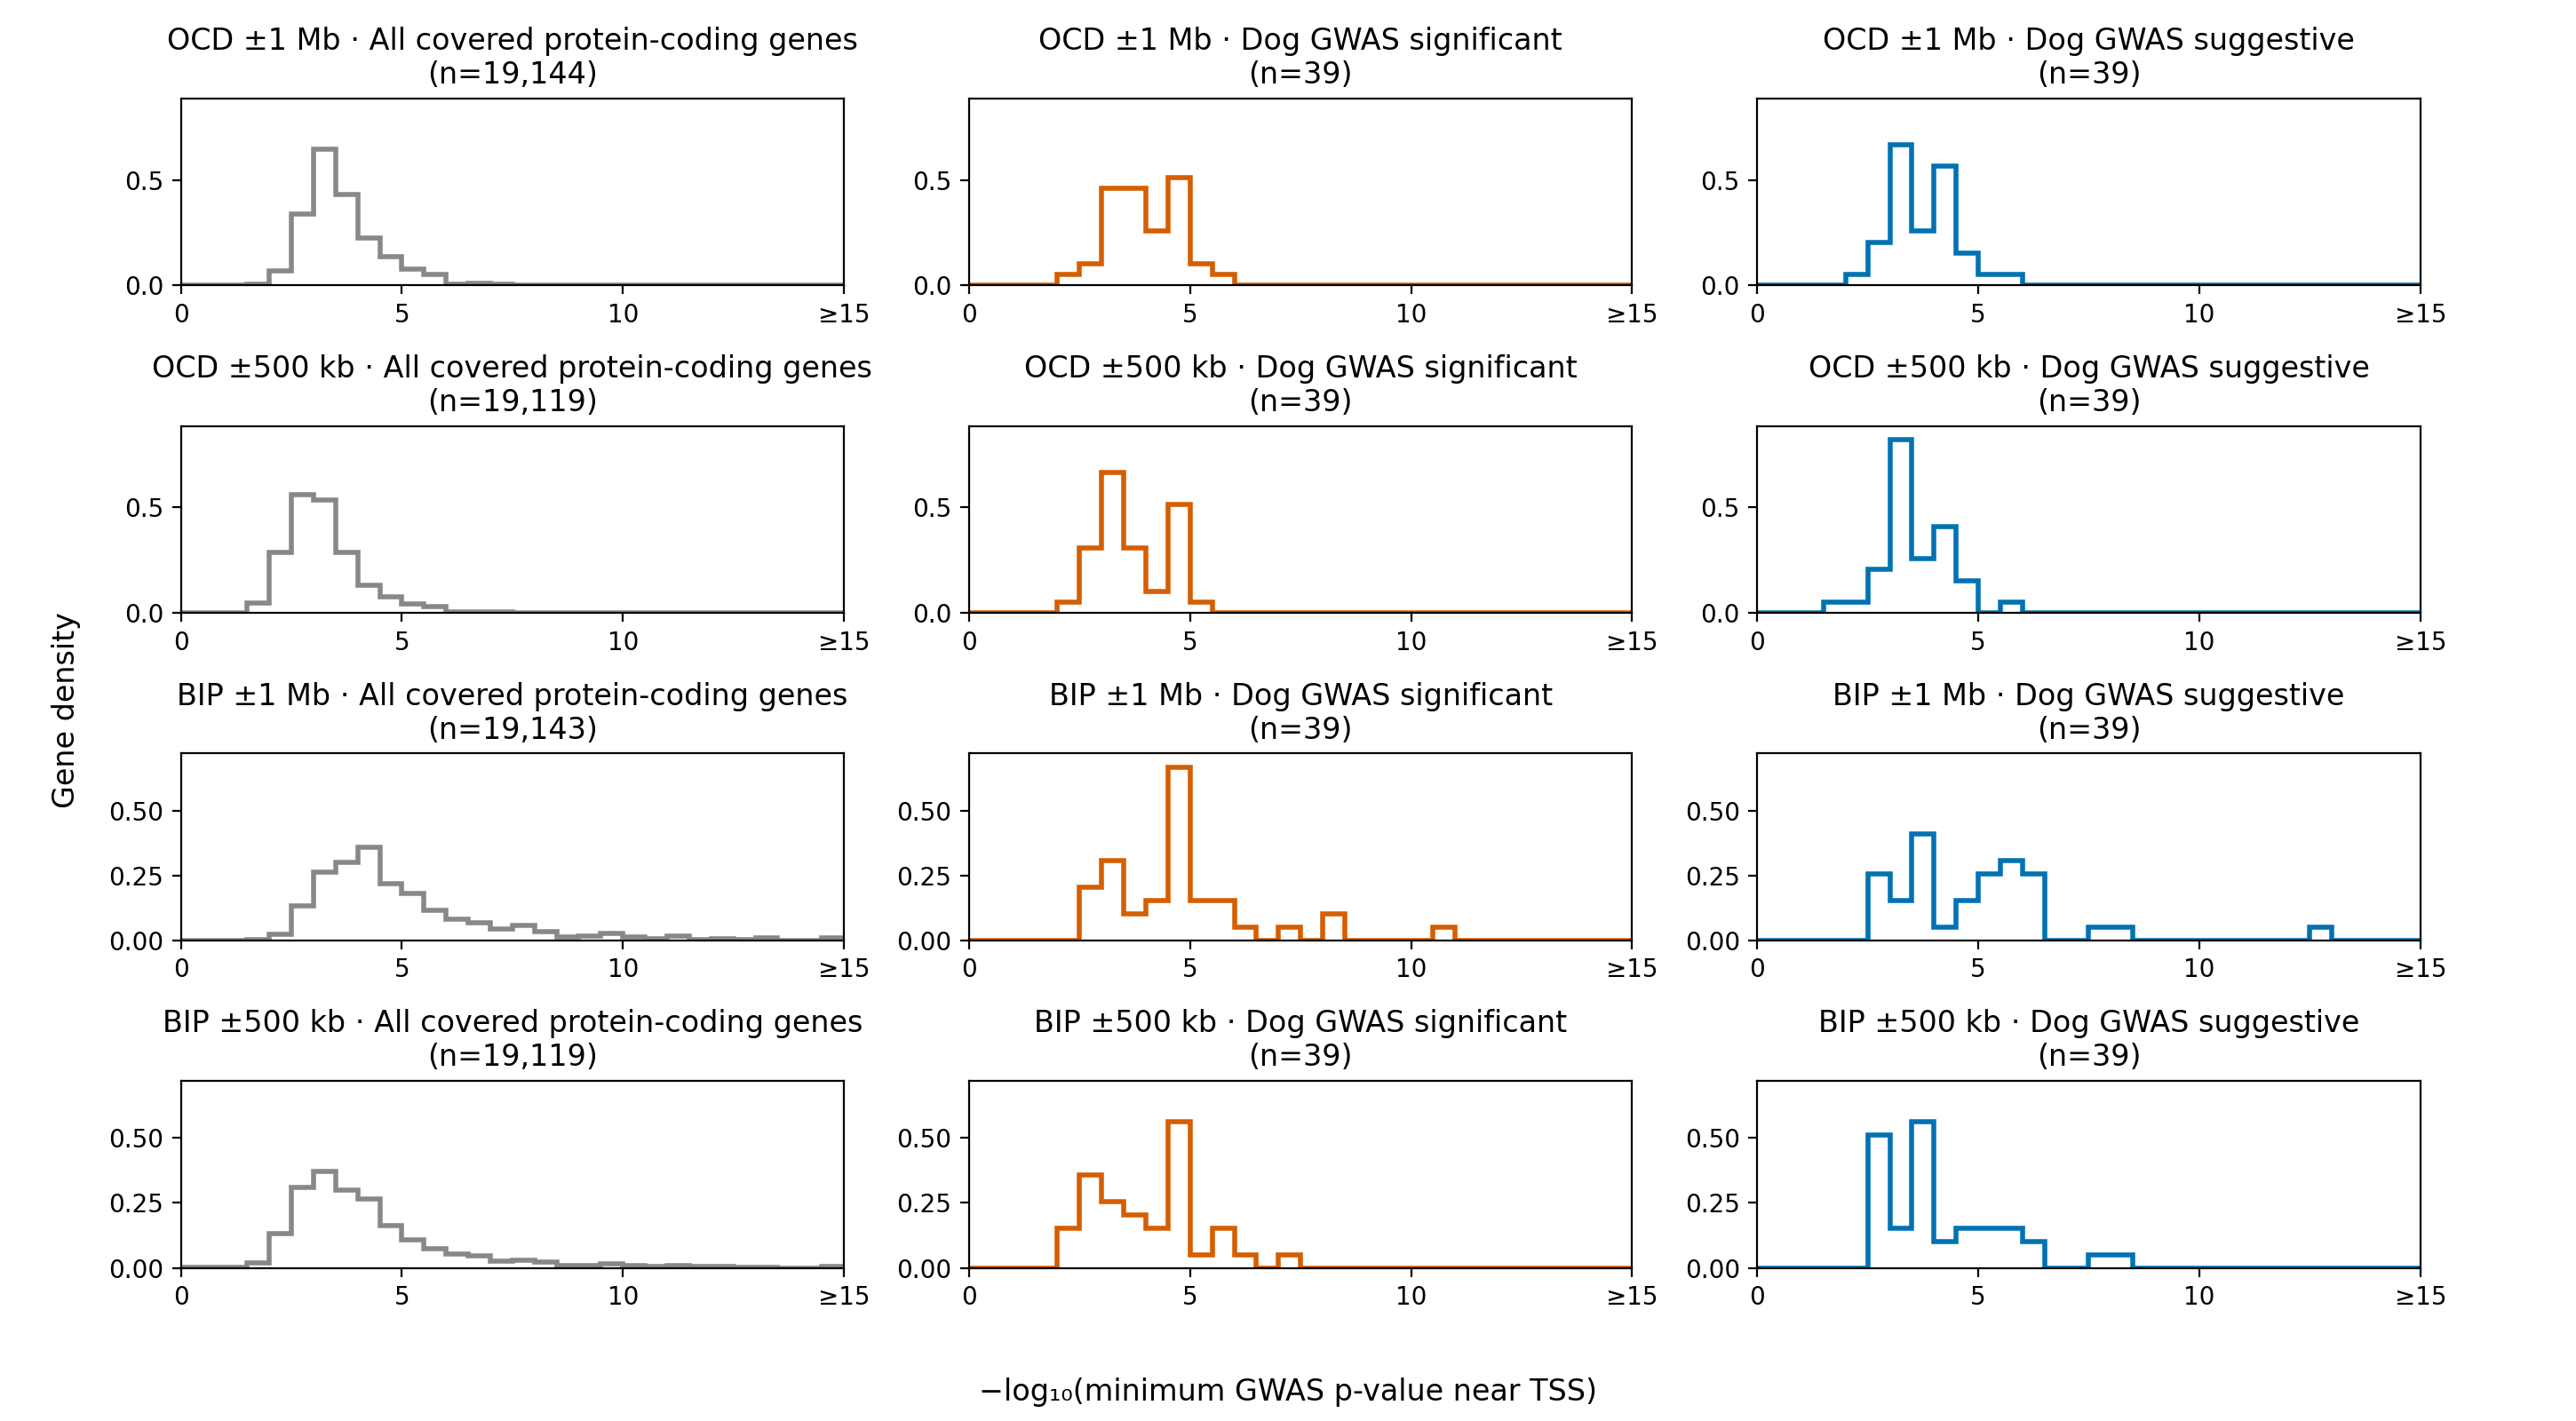 OCD ±1 Mb · All covered protein-coding genes
(n=19,144)
OCD ±1 Mb · Dog GWAS significant
(n=39)
OCD ±1 Mb · Dog GWAS suggestive
(n=39)
0.5
0.0
0 5 10 ≥15
0.5
0.0
0 5 10 ≥15
0.5
0.0
0 5 10 ≥15
OCD ±500 kb · All covered protein-coding genes
(n=19,119)
OCD ±500 kb · Dog GWAS significant
(n=39)
OCD ±500 kb · Dog GWAS suggestive
(n=39)
0.5
0.0
0 5 10 ≥15
0.5
0.0
0 5 10 ≥15
0.5
0.0
0 5 10 ≥15
Gene density
BIP ±1 Mb · All covered protein-coding genes
(n=19,143)
BIP ±1 Mb · Dog GWAS significant
(n=39)
BIP ±1 Mb · Dog GWAS suggestive
(n=39)
0.50
0.25
0.00
0 5 10 ≥15
0.50
0.25
0.00
0 5 10 ≥15
0.50
0.25
0.00
0 5 10 ≥15
BIP ±500 kb · All covered protein-coding genes
(n=19,119)
BIP ±500 kb · Dog GWAS significant
(n=39)
BIP ±500 kb · Dog GWAS suggestive
(n=39)
0.50
0.25
0.00
0 5 10 ≥15
0.50
0.25
0.00
0 5 10 ≥15
0.50
0.25
0.00
0 5 10 ≥15
−log₁₀(minimum GWAS p-value near TSS)